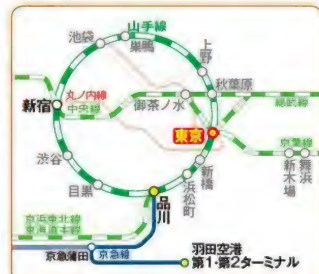 池袋
山手線
巣鴨
上野
丸ノ内線
秋葉原
新宿
中央線
御茶ノ水
総武線
東京
京葉線
渋谷
新橋
新木場
舞浜
目黒
浜松町
品川
京浜東北線
東海道本線
京急蒲田
京急線
羽田空港
第1・第2ターミナル